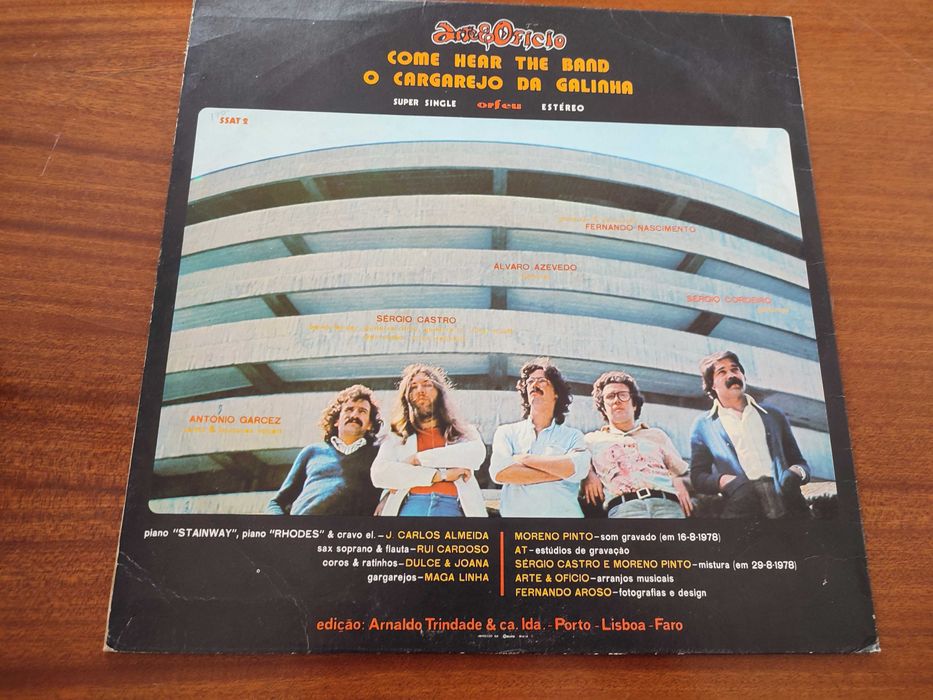 Arte & Ofício
COME HEAR THE BAND
O CARGAREJO DA GALINHA
SUPER SINGLE orfeu ESTÉREO
SSAT 2
FERNANDO NASCIMENTO
ÁLVARO AZEVEDO
SÉRGIO CORDEIRO
SÉRGIO CASTRO
ANTÓNIO GARCEZ
piano "STAINWAY", piano "RHODES" & cravo el. – J. CARLOS ALMEIDA
sax soprano & flauta – RUI CARDOSO
coros & ratinhos – DULCE & JOANA
gargarejos – MAGA LINHA
MORENO PINTO – som gravado (em 16-8-1978)
AT – estúdios de gravação
SÉRGIO CASTRO E MORENO PINTO – mistura (em 29-8-1978)
ARTE & OFICIO – arranjos musicais
FERNANDO AROSO – fotografias e design
edição: Arnaldo Trindade & ca. lda. - Porto - Lisboa - Faro